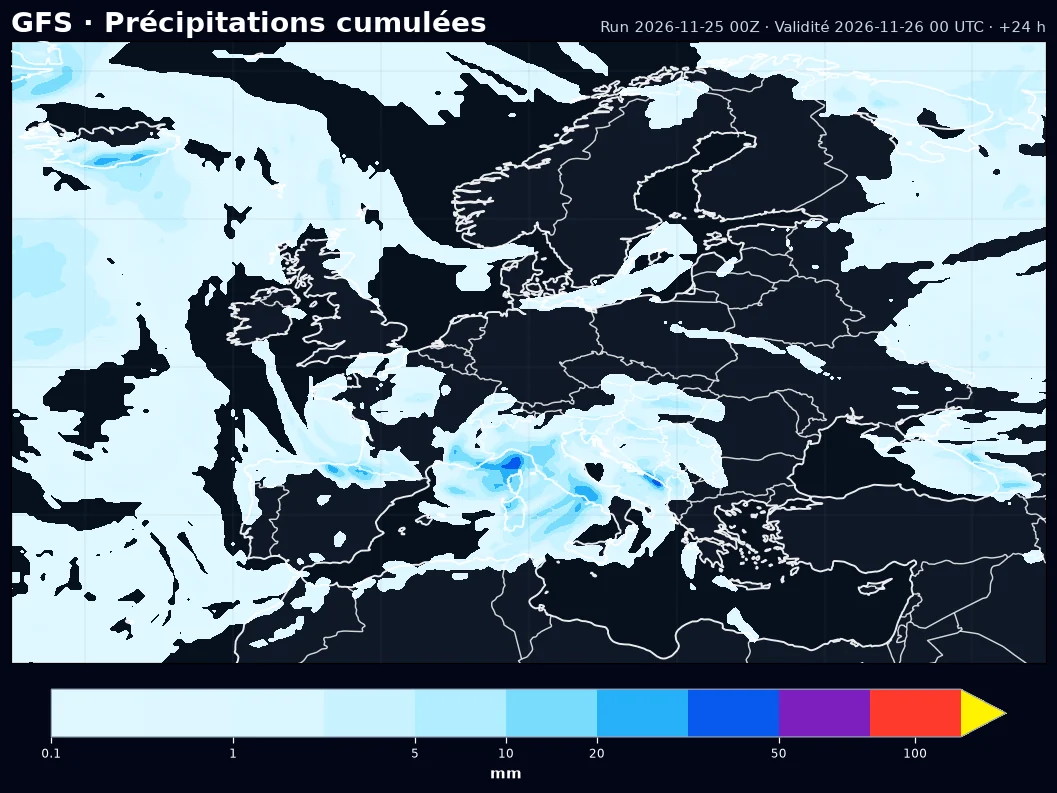 GFS · Précipitations cumulées
Run 2026-11-25 00Z · Validité 2026-11-26 00 UTC · +24 h
0.1 1 5 10 20 50 100
mm